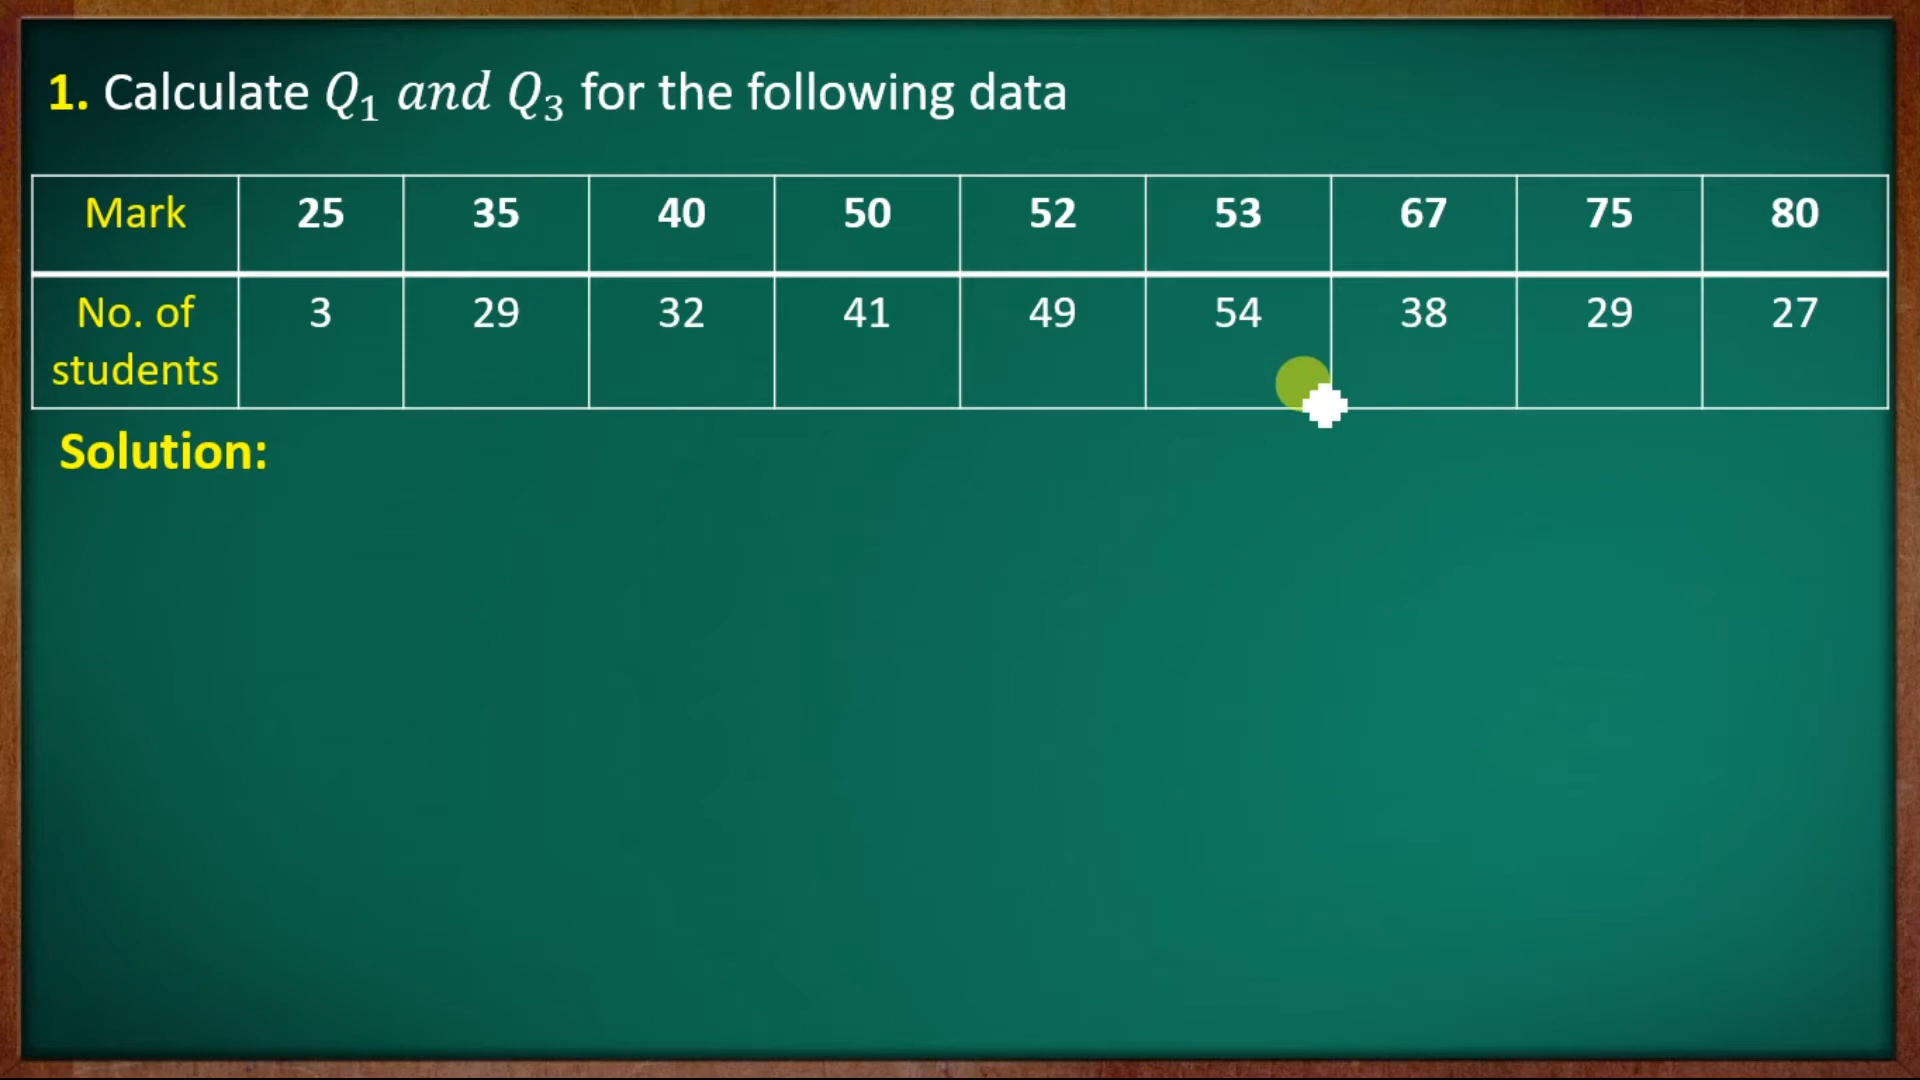 1. Calculate Q₁ and Q₃ for the following data
Mark 25 35 40 50 52 53 67 75 80
No. of students 3 29 32 41 49 54 38 29 27
Solution: